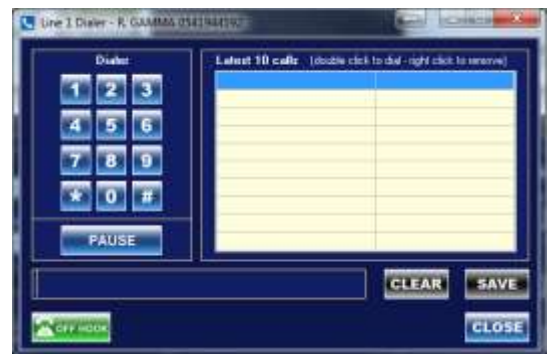 Line 1 Dialer - R. GAMMA 0541944592
Dialer
Latest 10 calls (double click to dial - right click to remove)
1 2 3
4 5 6
7 8 9
* 0 #
PAUSE
CLEAR SAVE
OFF HOOK
CLOSE